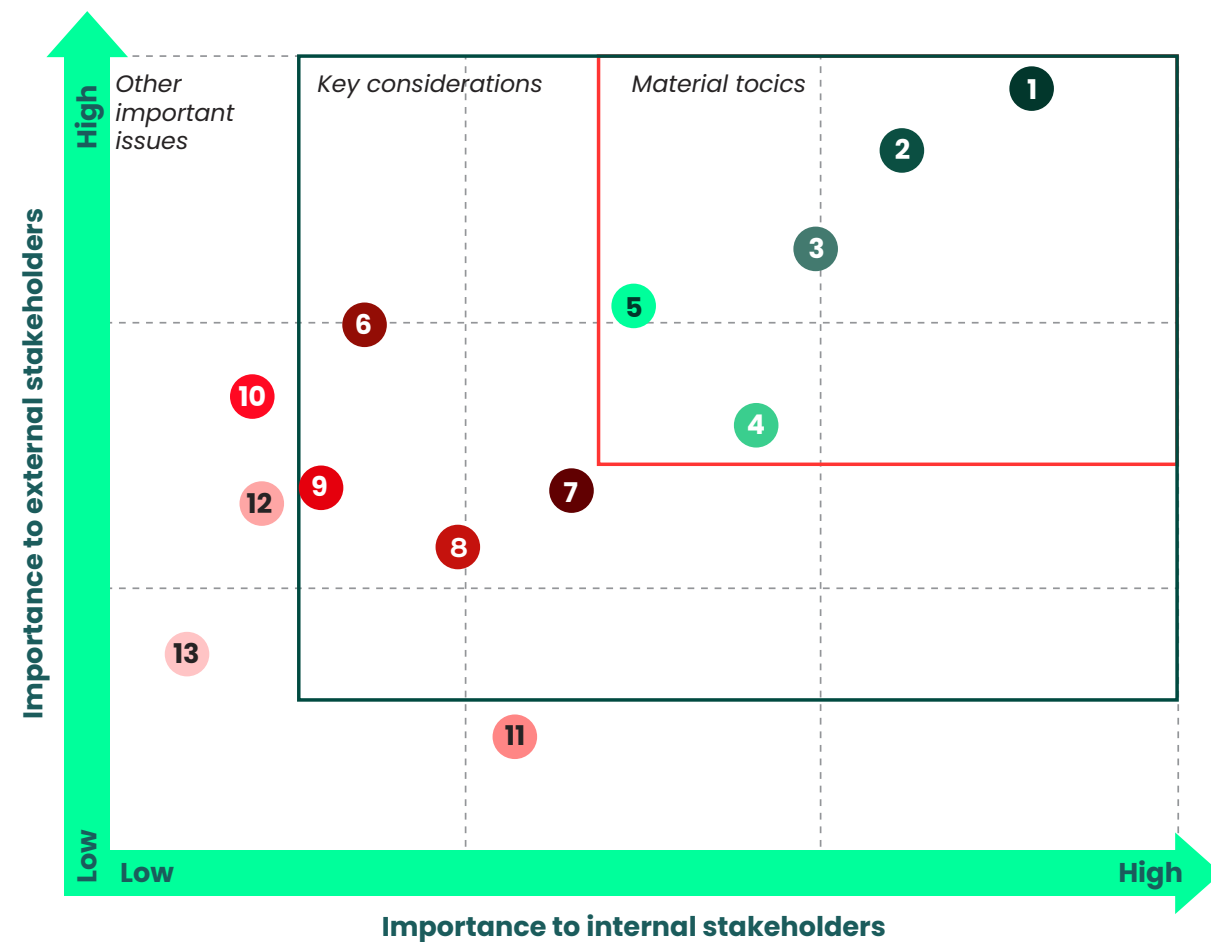 High
Other
important
issues
Key considerations
Material tocics
1
2
3
5
6
10
4
9
12
7
8
13
11
Importance to external stakeholders
Low
Low
High
Importance to internal stakeholders